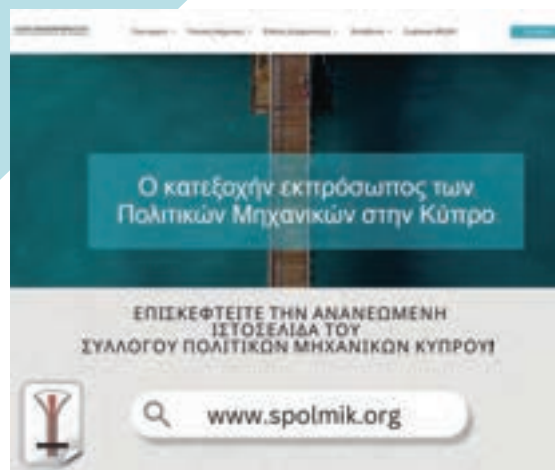 Ο κατεξοχήν εκπρόσωπος των
Πολιτικών Μηχανικών στην Κύπρο
ΕΠΙΣΚΕΦΤΕΙΤΕ ΤΗΝ ΑΝΑΝΕΩΜΕΝΗ
ΙΣΤΟΣΕΛΙΔΑ ΤΟΥ
ΣΥΛΛΟΓΟΥ ΠΟΛΙΤΙΚΩΝ ΜΗΧΑΝΙΚΩΝ ΚΥΠΡΟΥ!
www.spolmik.org